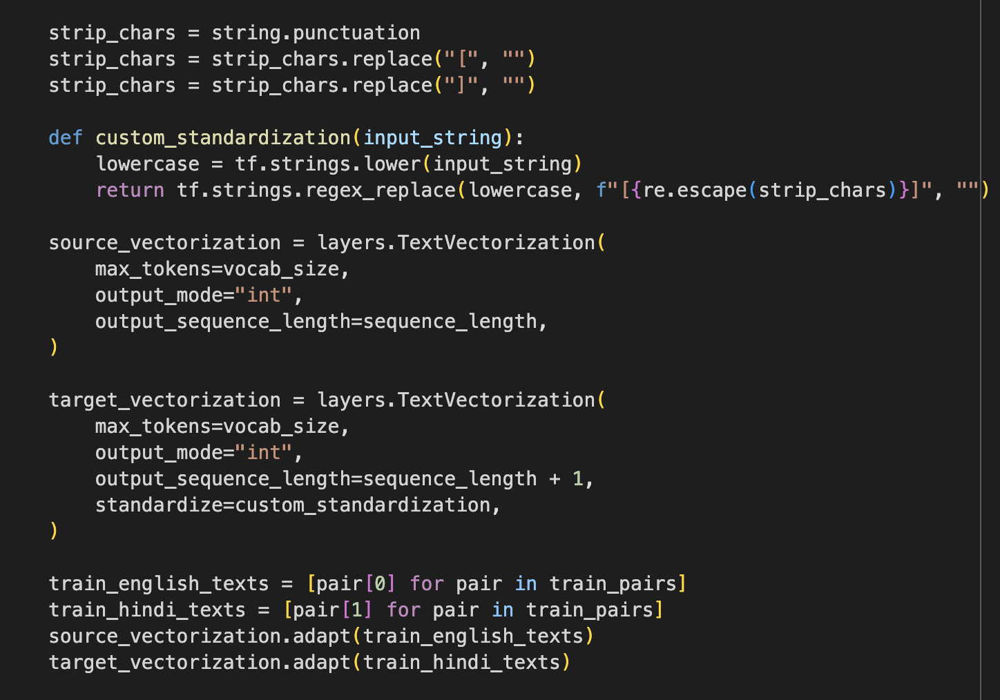 strip_chars = string.punctuation
strip_chars = strip_chars.replace("[", "")
strip_chars = strip_chars.replace("]", "")
def custom_standardization(input_string):
    lowercase = tf.strings.lower(input_string)
    return tf.strings.regex_replace(lowercase, f"[{re.escape(strip_chars)}]", "")
source_vectorization = layers.TextVectorization(
    max_tokens=vocab_size,
    output_mode="int",
    output_sequence_length=sequence_length,
)
target_vectorization = layers.TextVectorization(
    max_tokens=vocab_size,
    output_mode="int",
    output_sequence_length=sequence_length + 1,
    standardize=custom_standardization,
)
train_english_texts = [pair[0] for pair in train_pairs]
train_hindi_texts = [pair[1] for pair in train_pairs]
source_vectorization.adapt(train_english_texts)
target_vectorization.adapt(train_hindi_texts)